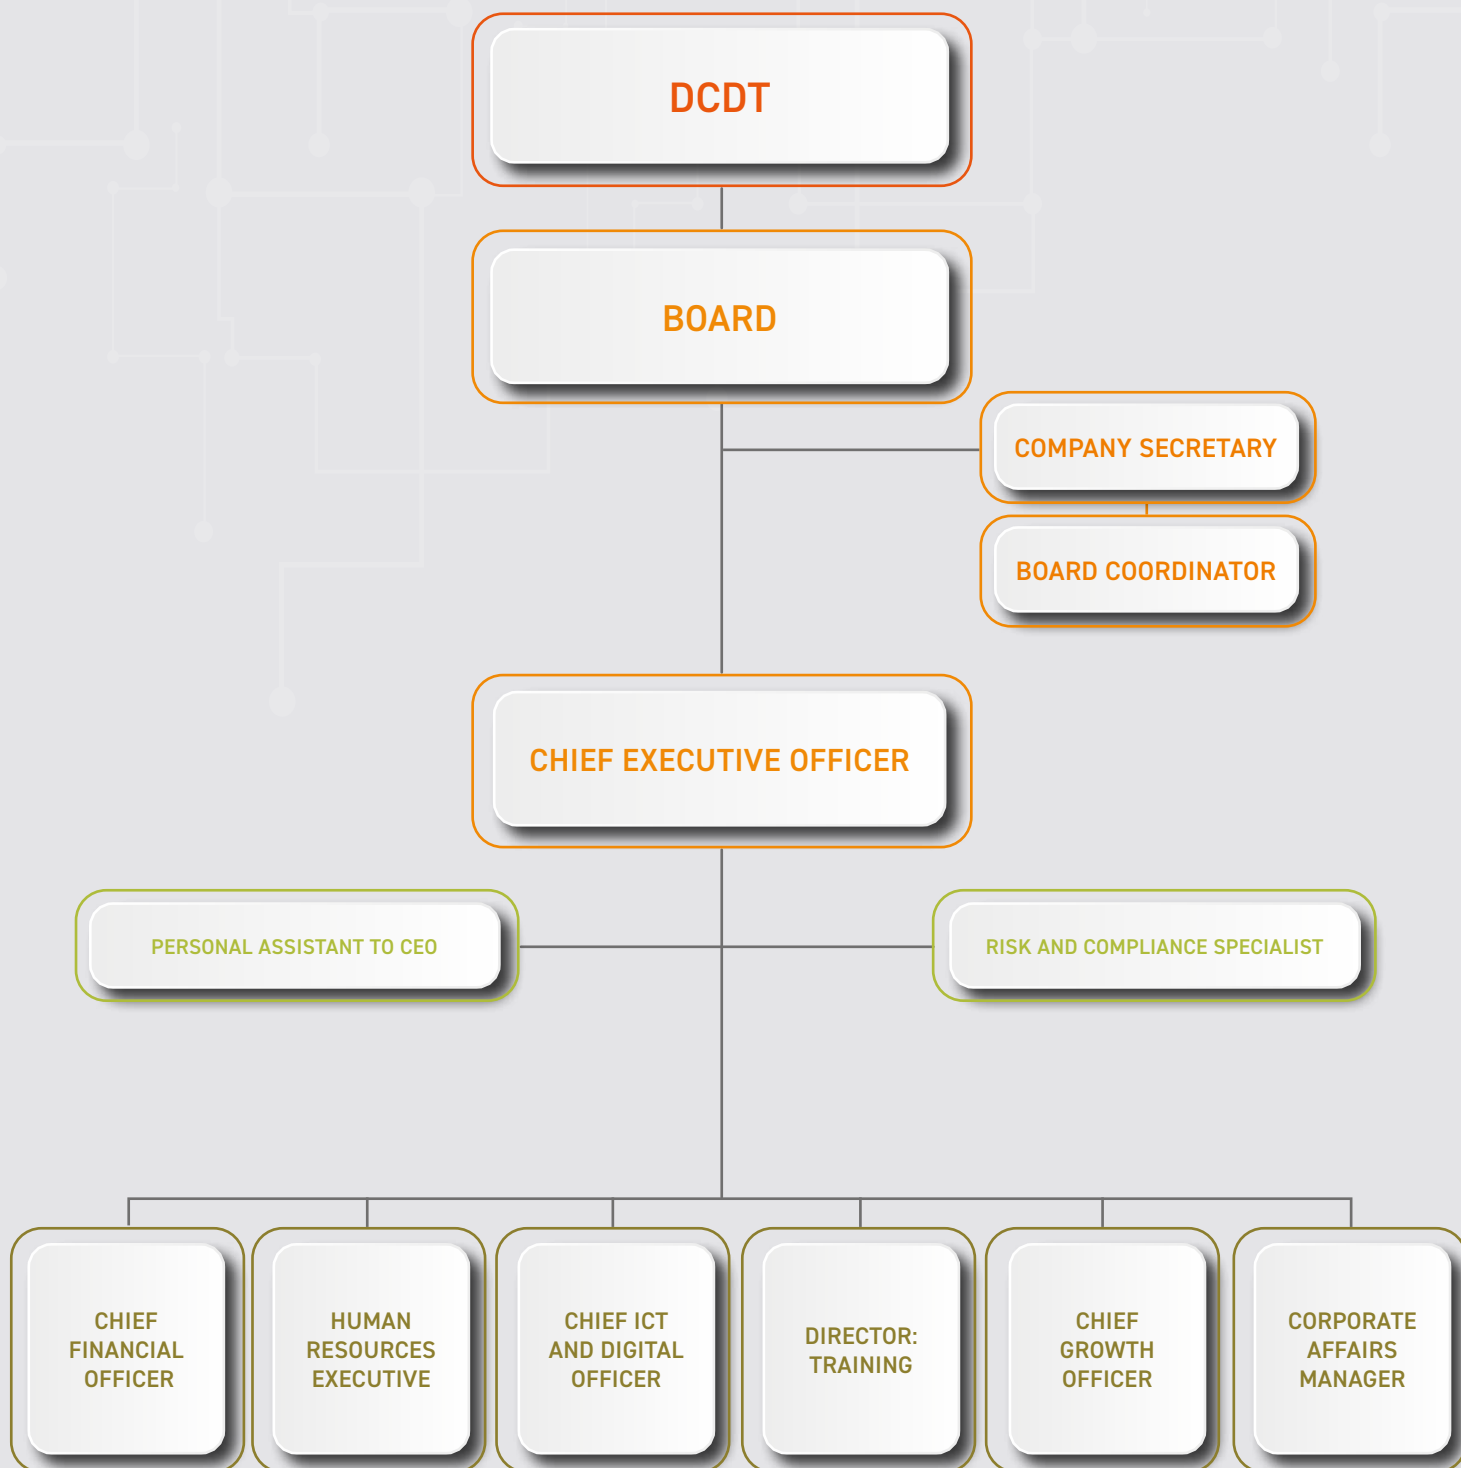 DCDT
BOARD
COMPANY SECRETARY
BOARD COORDINATOR
CHIEF EXECUTIVE OFFICER
PERSONAL ASSISTANT TO CEO
RISK AND COMPLIANCE SPECIALIST
CHIEF
FINANCIAL
OFFICER
HUMAN
RESOURCES
EXECUTIVE
CHIEF ICT
AND DIGITAL
OFFICER
DIRECTOR:
TRAINING
CHIEF
GROWTH
OFFICER
CORPORATE
AFFAIRS
MANAGER